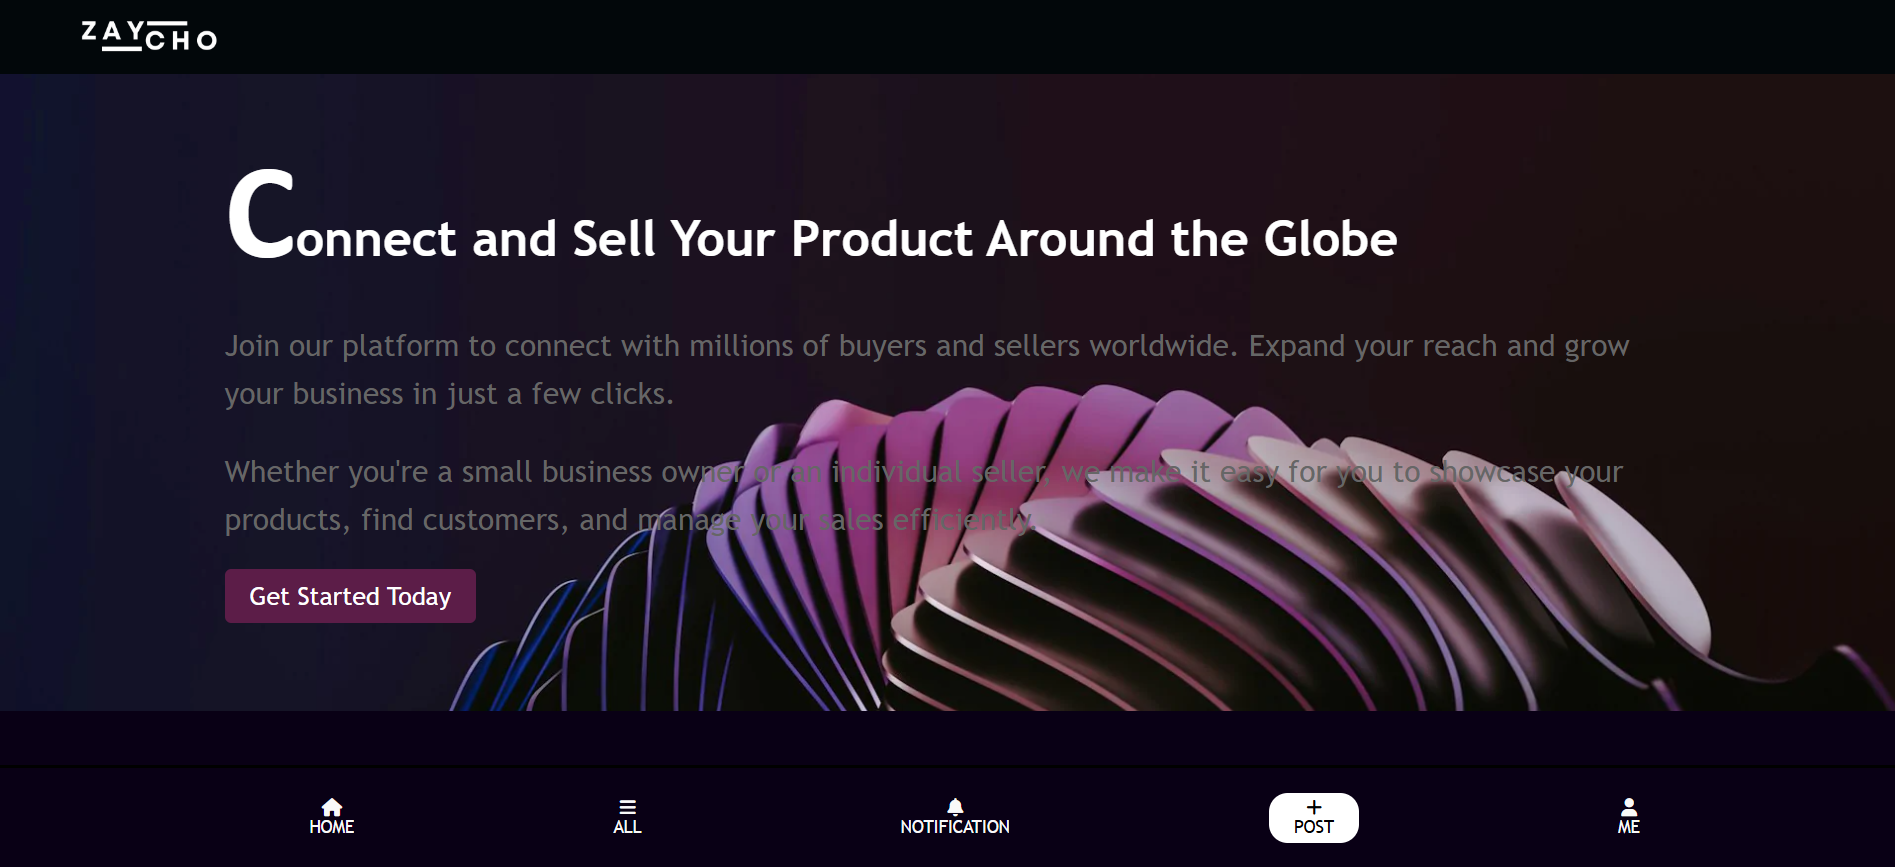 ZAY
CHO
Connect and Sell Your Product Around the Globe
Join our platform to connect with millions of buyers and sellers worldwide. Expand your reach and grow
your business in just a few clicks.
Whether you're a small business owner or an individual seller, we make it easy for you to showcase your
products, find customers, and manage your sales efficiently.
Get Started Today
HOME
ALL
NOTIFICATION
POST
ME